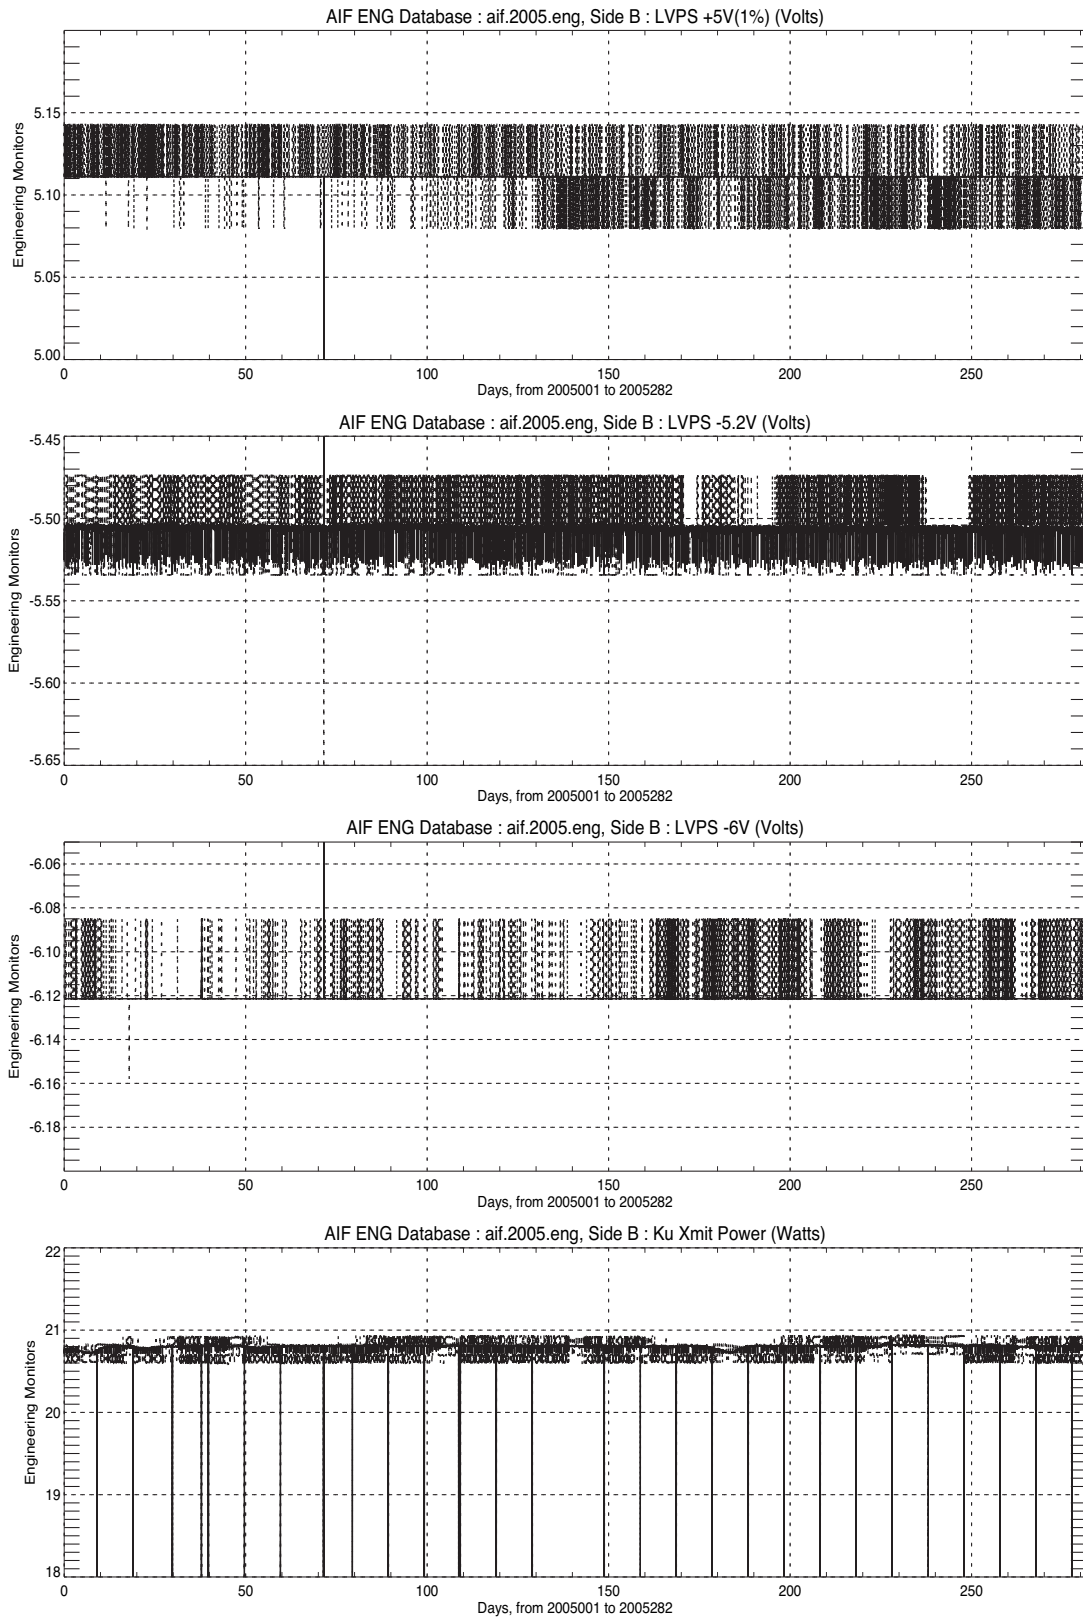 AIF ENG Database : aif.2005.eng, Side B : LVPS +5V(1%) (Volts)
Engineering Monitors
5.15
5.10
5.05
5.00
0 50 100 150 200 250
Days, from 2005001 to 2005282
AIF ENG Database : aif.2005.eng, Side B : LVPS -5.2V (Volts)
Engineering Monitors
-5.45
-5.50
-5.55
-5.60
-5.65
0 50 100 150 200 250
Days, from 2005001 to 2005282
AIF ENG Database : aif.2005.eng, Side B : LVPS -6V (Volts)
Engineering Monitors
-6.06
-6.08
-6.10
-6.12
-6.14
-6.16
-6.18
0 50 100 150 200 250
Days, from 2005001 to 2005282
AIF ENG Database : aif.2005.eng, Side B : Ku Xmit Power (Watts)
Engineering Monitors
22
21
20
19
18
0 50 100 150 200 250
Days, from 2005001 to 2005282